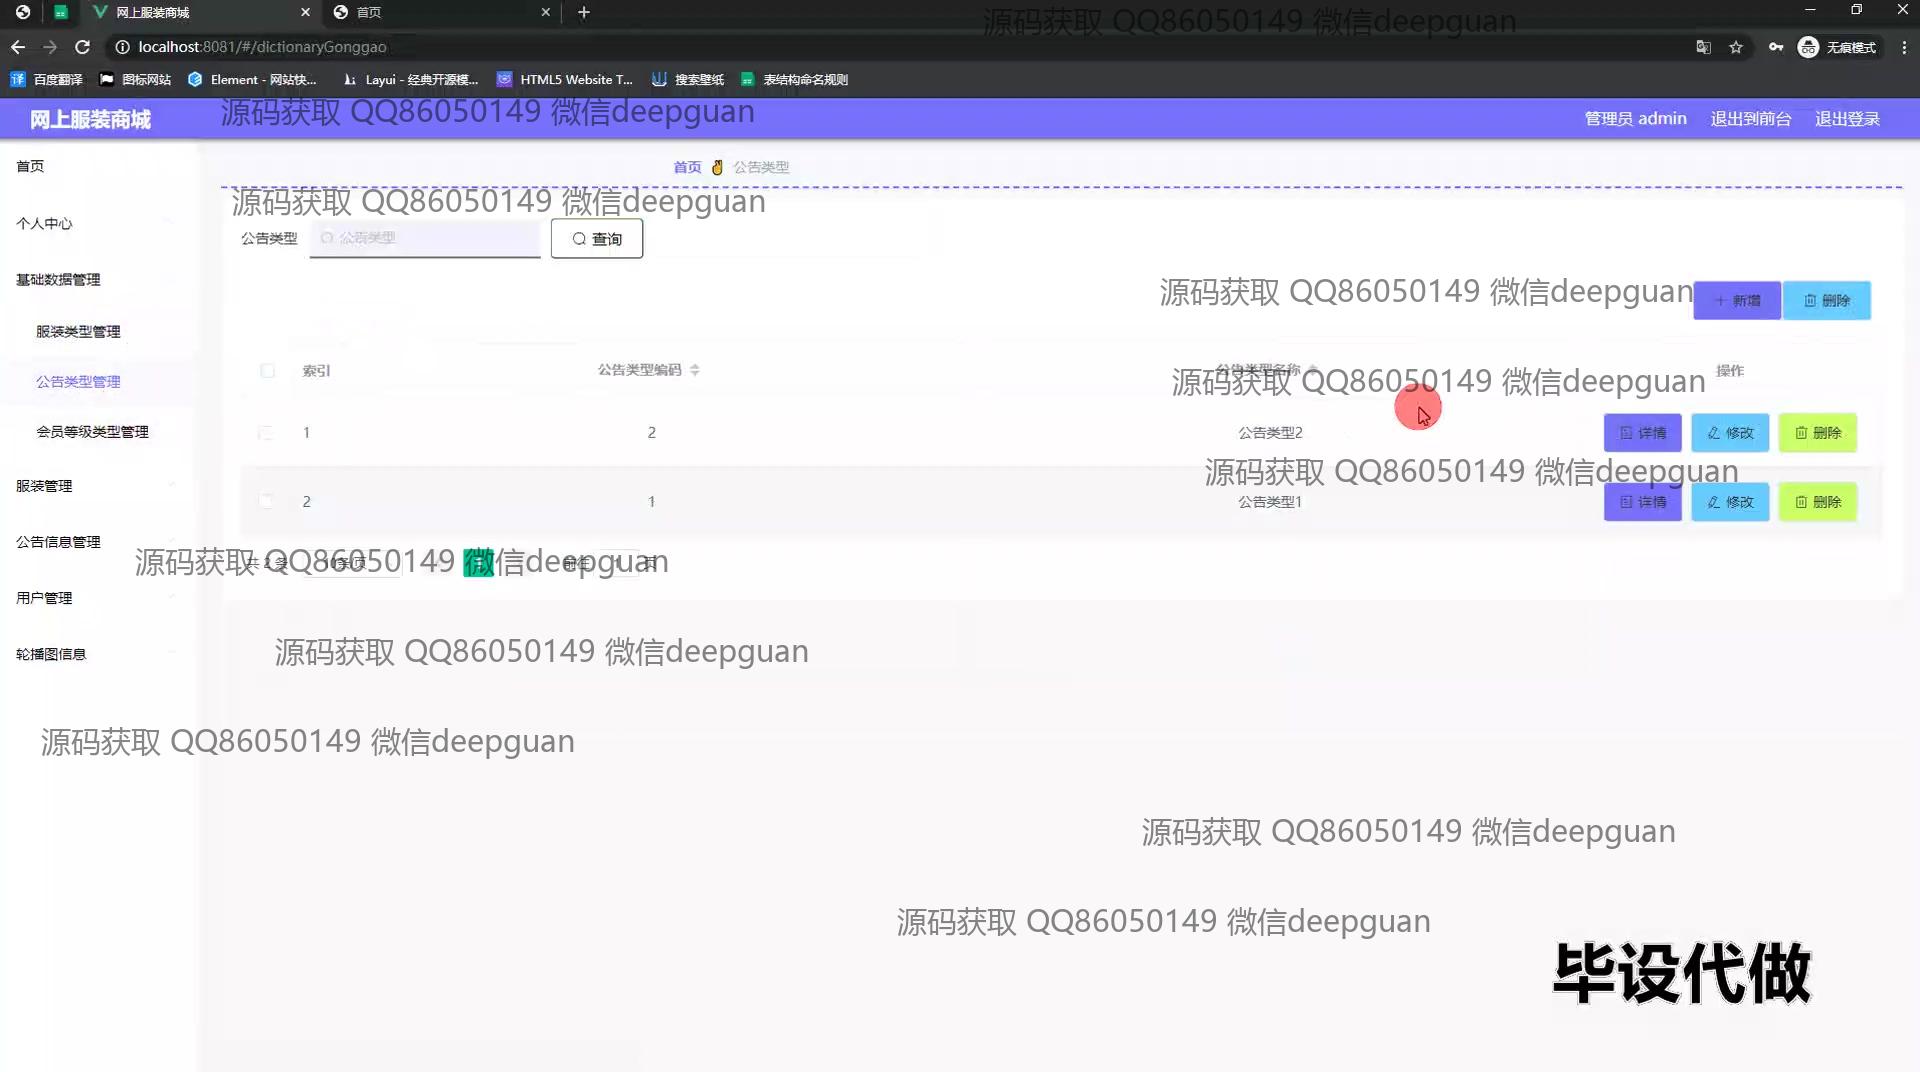 网上服装商城
首页
localhost:8081/#/dictionaryGonggao
无痕模式
百度翻译
图标网站
Element - 网站快...
Layui - 经典开源模...
HTML5 Website T...
搜索壁纸
表结构命名规则
源码获取 QQ86050149 微信deepguan
网上服装商城
源码获取 QQ86050149 微信deepguan
管理员 admin
退出到前台
退出登录
首页
个人中心
基础数据管理
服装类型管理
公告类型管理
会员等级类型管理
服装管理
公告信息管理
用户管理
轮播图信息
首页 公告类型
源码获取 QQ86050149 微信deepguan
公告类型
公告类型
查询
源码获取 QQ86050149 微信deepguan
新增
删除
索引
公告类型编码
公告类型名称
操作
源码获取 QQ86050149 微信deepguan
1
2
公告类型2
详情
修改
删除
源码获取 QQ86050149 微信deepguan
2
1
公告类型1
详情
修改
删除
共 2 条
10条/页
前往
1
页
源码获取 QQ86050149 微信deepguan
源码获取 QQ86050149 微信deepguan
源码获取 QQ86050149 微信deepguan
源码获取 QQ86050149 微信deepguan
源码获取 QQ86050149 微信deepguan
毕设代做